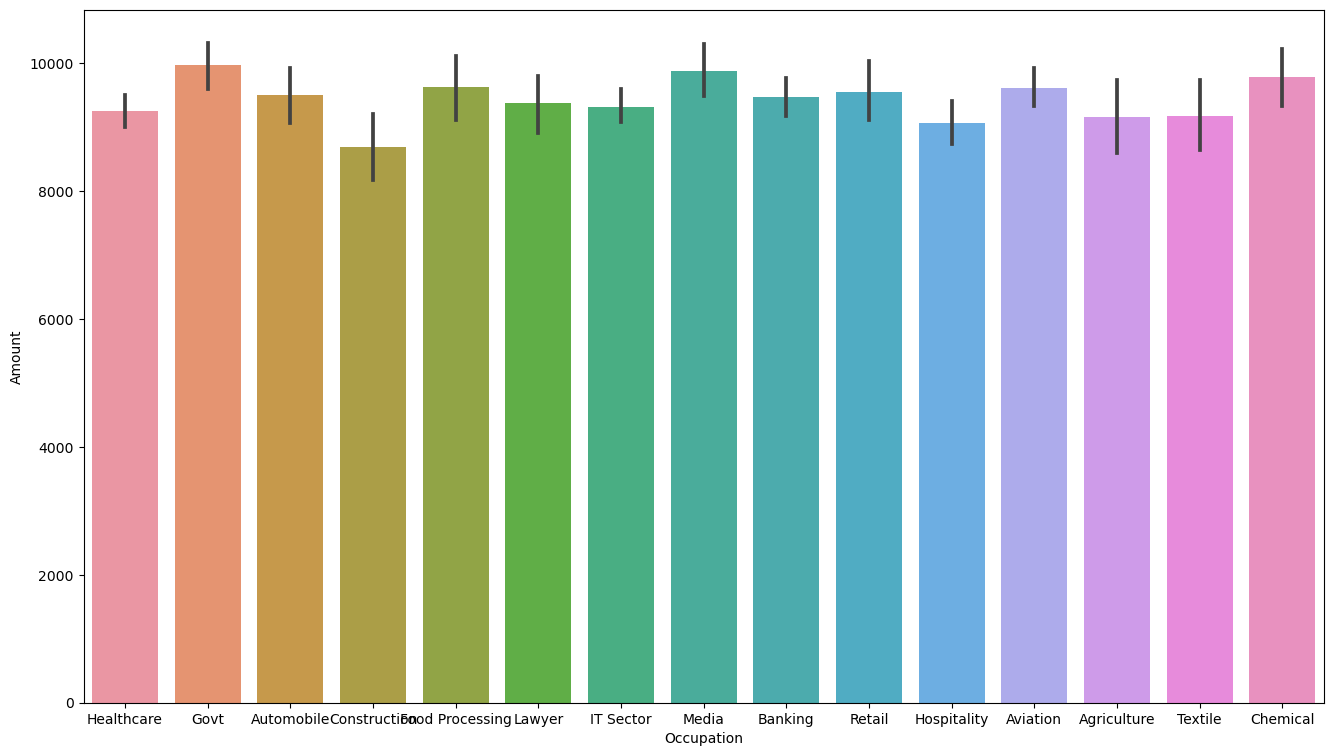 10000
8000
6000
4000
2000
0
Amount
Healthcare Govt Automobile Construction Food Processing Lawyer IT Sector Media Banking Retail Hospitality Aviation Agriculture Textile Chemical
Occupation